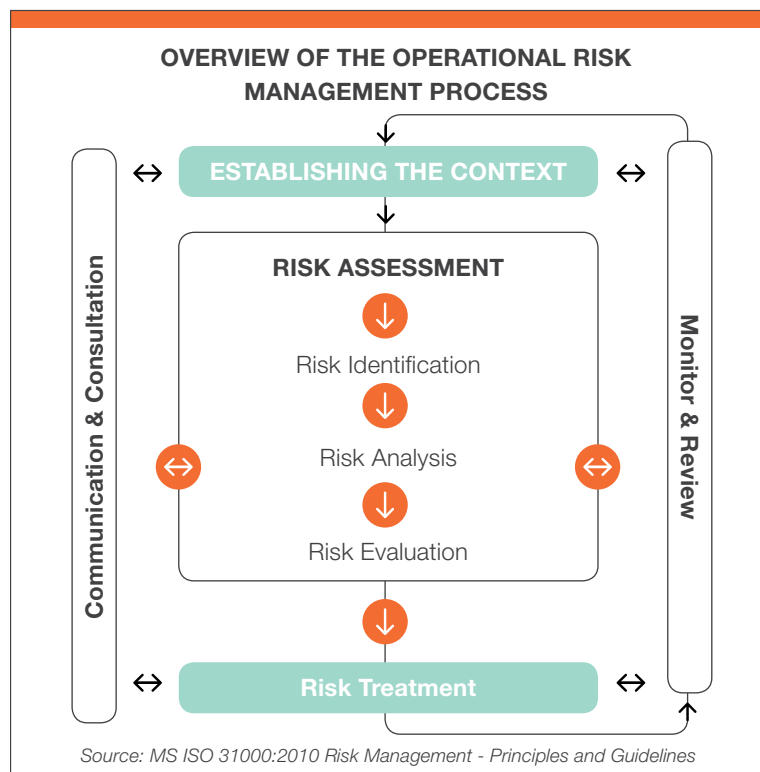 OVERVIEW OF THE OPERATIONAL RISK
MANAGEMENT PROCESS
ESTABLISHING THE CONTEXT
Communication & Consultation
RISK ASSESSMENT
Risk Identification
Risk Analysis
Risk Evaluation
Monitor & Review
Risk Treatment
Source: MS ISO 31000:2010 Risk Management - Principles and Guidelines